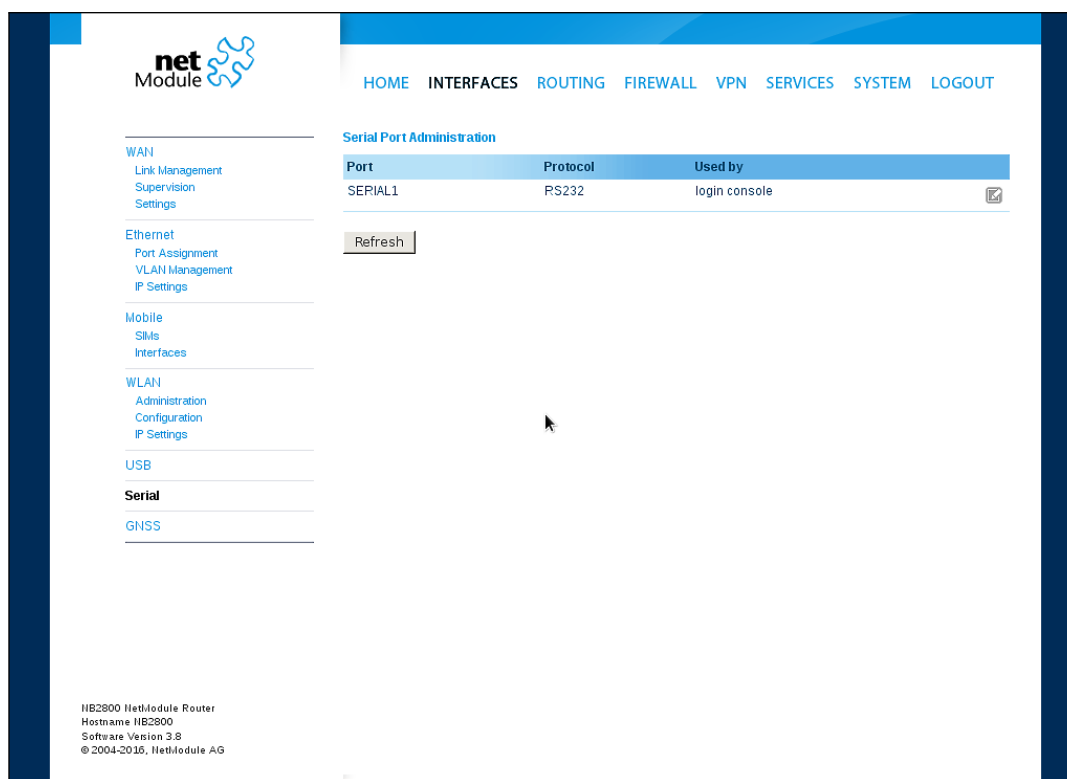 net
Module
HOME INTERFACES ROUTING FIREWALL VPN SERVICES SYSTEM LOGOUT
WAN
Link Management
Supervision
Settings
Ethernet
Port Assignment
VLAN Management
IP Settings
Mobile
SIMs
Interfaces
WLAN
Administration
Configuration
IP Settings
USB
Serial
GNSS
Serial Port Administration
Port Protocol Used by
SERIAL1 RS232 login console
Refresh
NB2800 NetModule Router
Hostname NB2800
Software Version 3.8
© 2004-2016, NetModule AG